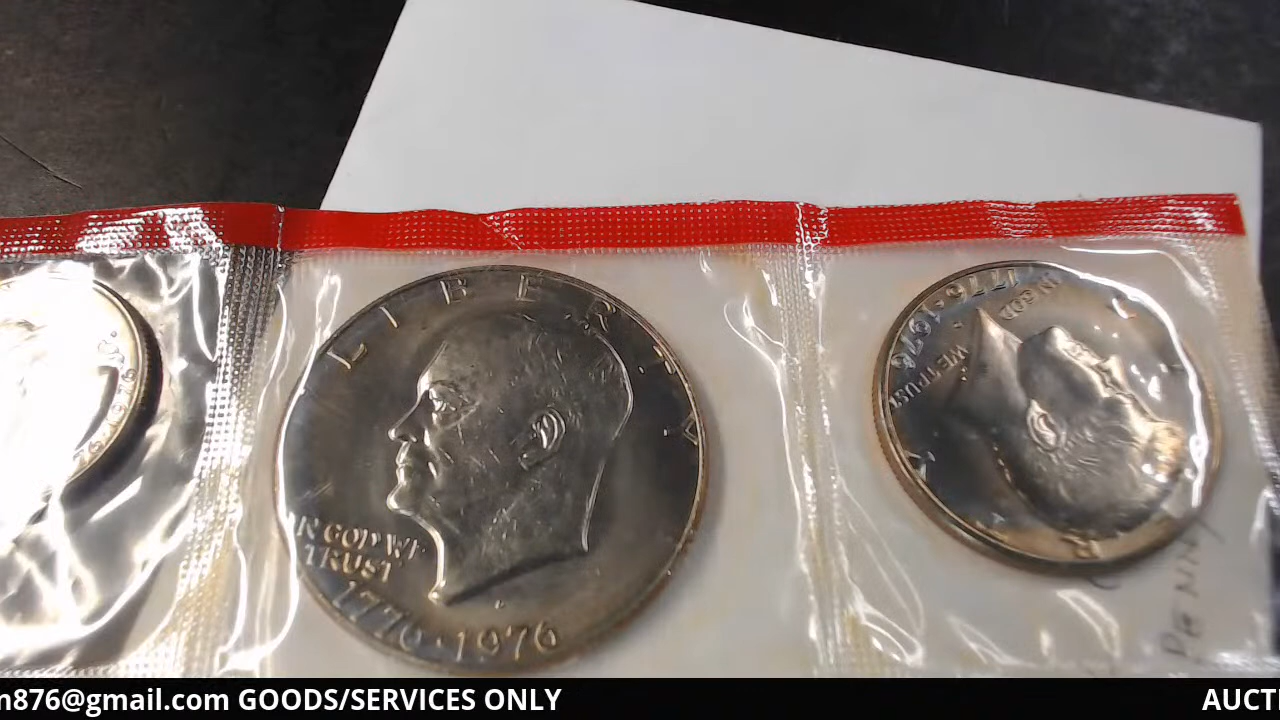 LIBERTY
IN GOD WE
TRUST
1776·1976
1776·1976
IN GOD
WE TRUST
PENNY
n876@gmail.com GOODS/SERVICES ONLY
AUCTI